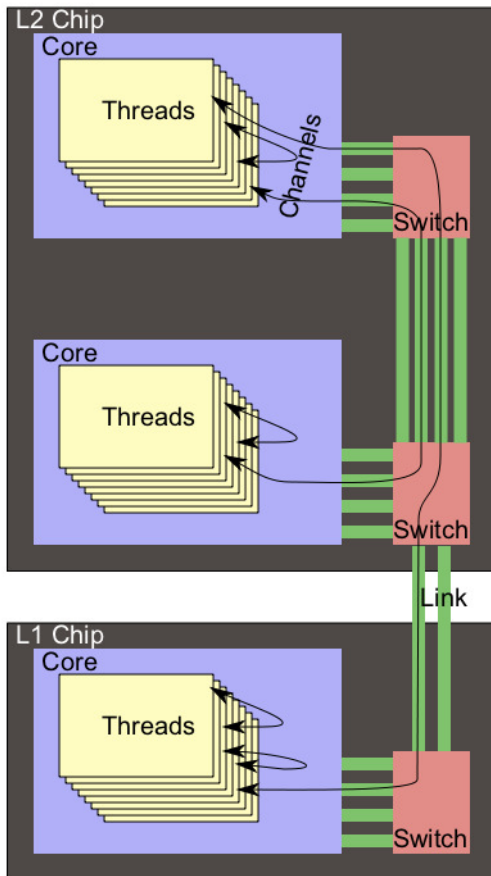 L2 Chip
Core
Threads
Channels
Switch
Core
Threads
Switch
Link
L1 Chip
Core
Threads
Switch